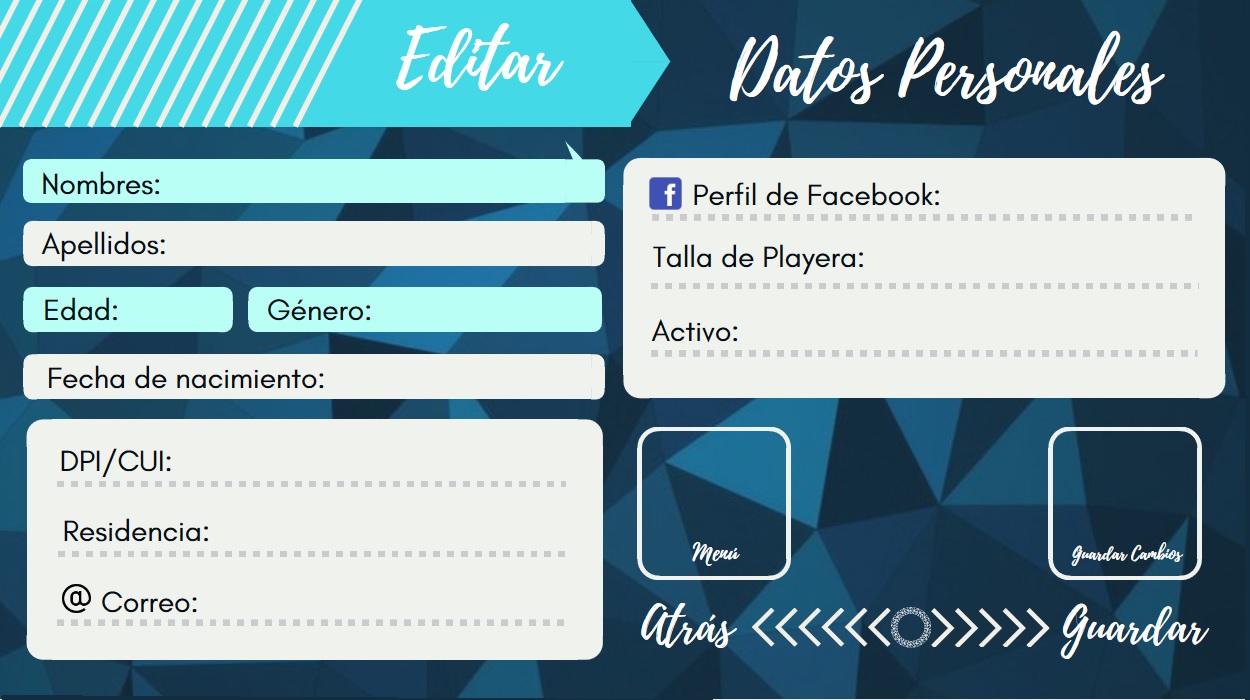 Editar
Datos Personales
Nombres:
Apellidos:
Edad:
Género:
Fecha de nacimiento:
DPI/CUI:
Residencia:
@ Correo:
f Perfil de Facebook:
Talla de Playera:
Activo:
Menú
Guardar Cambios
Atrás
Guardar